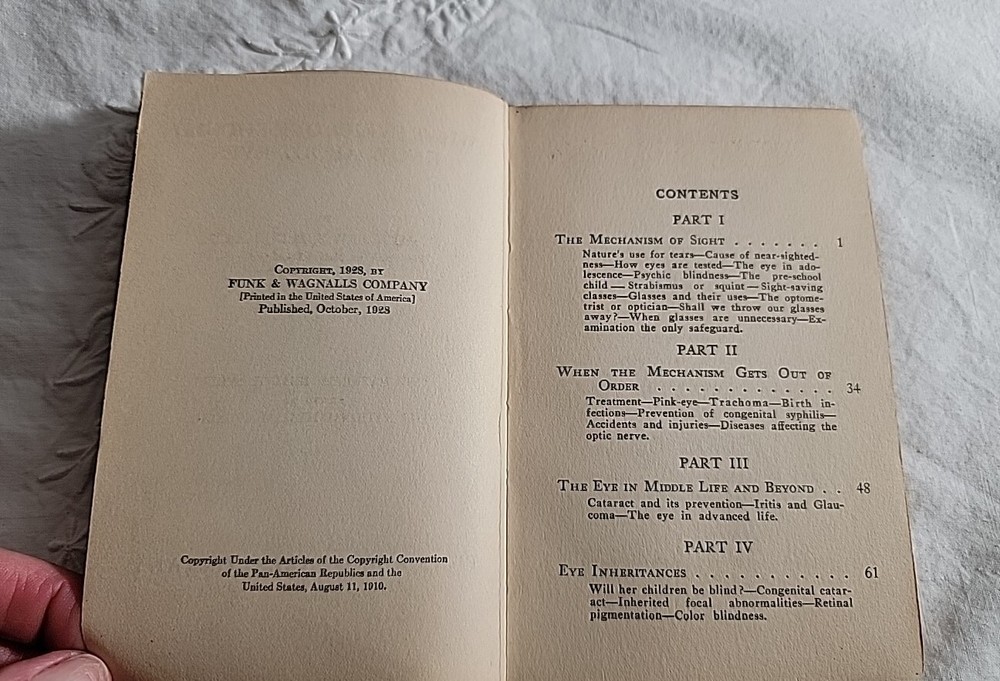 COPYRIGHT, 1928, BY
FUNK & WAGNALLS COMPANY
[Printed in the United States of America]
Published, October, 1928
Copyright Under the Articles of the Copyright Convention
of the Pan-American Republics and the
United States, August 11, 1910.
CONTENTS
PART I
THE MECHANISM OF SIGHT . . . . . . . 1
Nature's use for tears—Cause of near-sighted-
ness—How eyes are tested—The eye in ado-
lescence—Psychic blindness—The pre-school
child—Strabismus or squint—Sight-saving
classes—Glasses and their uses—The optome-
trist or optician—Shall we throw our glasses
away?—When glasses are unnecessary—Ex-
amination the only safeguard.
PART II
WHEN THE MECHANISM GETS OUT OF
ORDER . . . . . . . . . . . . 34
Treatment—Pink-eye—Trachoma—Birth in-
fections—Prevention of congenital syphilis—
Accidents and injuries—Diseases affecting the
optic nerve.
PART III
THE EYE IN MIDDLE LIFE AND BEYOND . . 48
Cataract and its prevention—Iritis and Glau-
coma—The eye in advanced life.
PART IV
EYE INHERITANCES . . . . . . . . . . . 61
Will her children be blind?—Congenital catar-
act—Inherited focal abnormalities—Retinal
pigmentation—Color blindness.